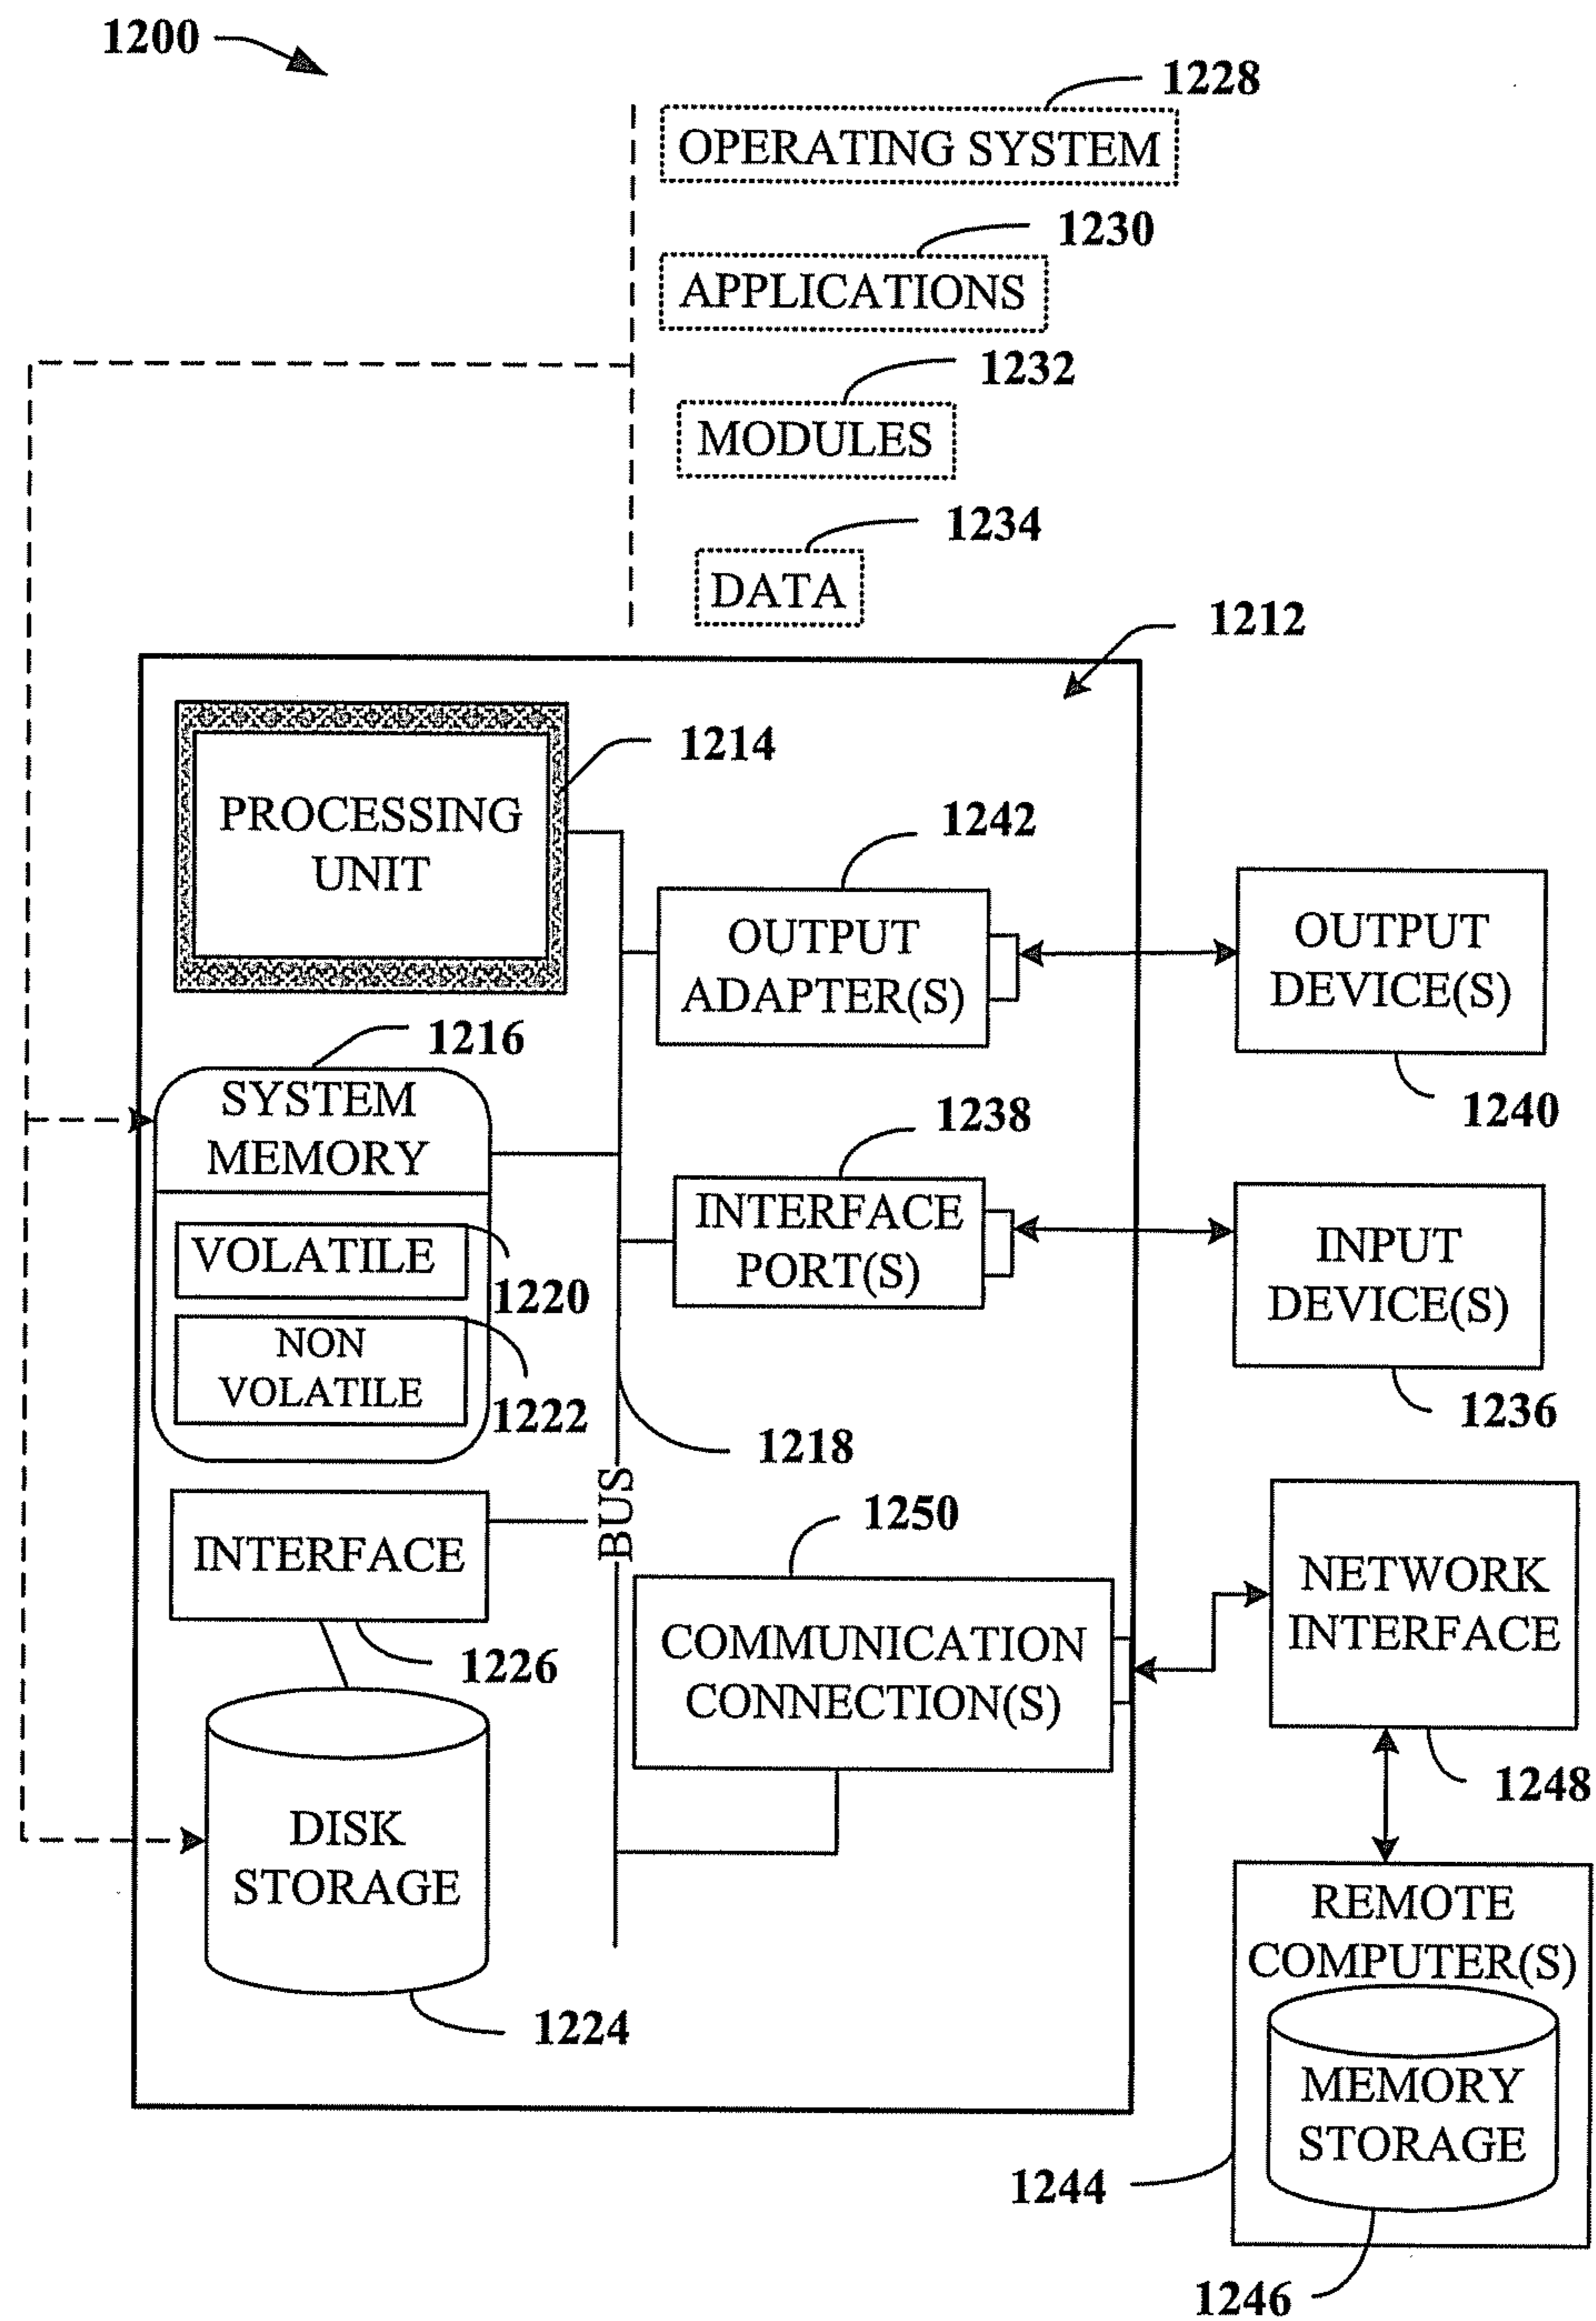 1200
1228
OPERATING SYSTEM
1230
APPLICATIONS
1232
MODULES
1234
DATA
1212
1214
PROCESSING
UNIT
1242
OUTPUT
ADAPTER(S)
OUTPUT
DEVICE(S)
1240
1216
SYSTEM
MEMORY
VOLATILE
1220
NON
VOLATILE
1222
1238
INTERFACE
PORT(S)
INPUT
DEVICE(S)
1236
1218
BUS
INTERFACE
1226
1250
COMMUNICATION
CONNECTION(S)
NETWORK
INTERFACE
1248
DISK
STORAGE
1224
REMOTE
COMPUTER(S)
MEMORY
STORAGE
1244
1246